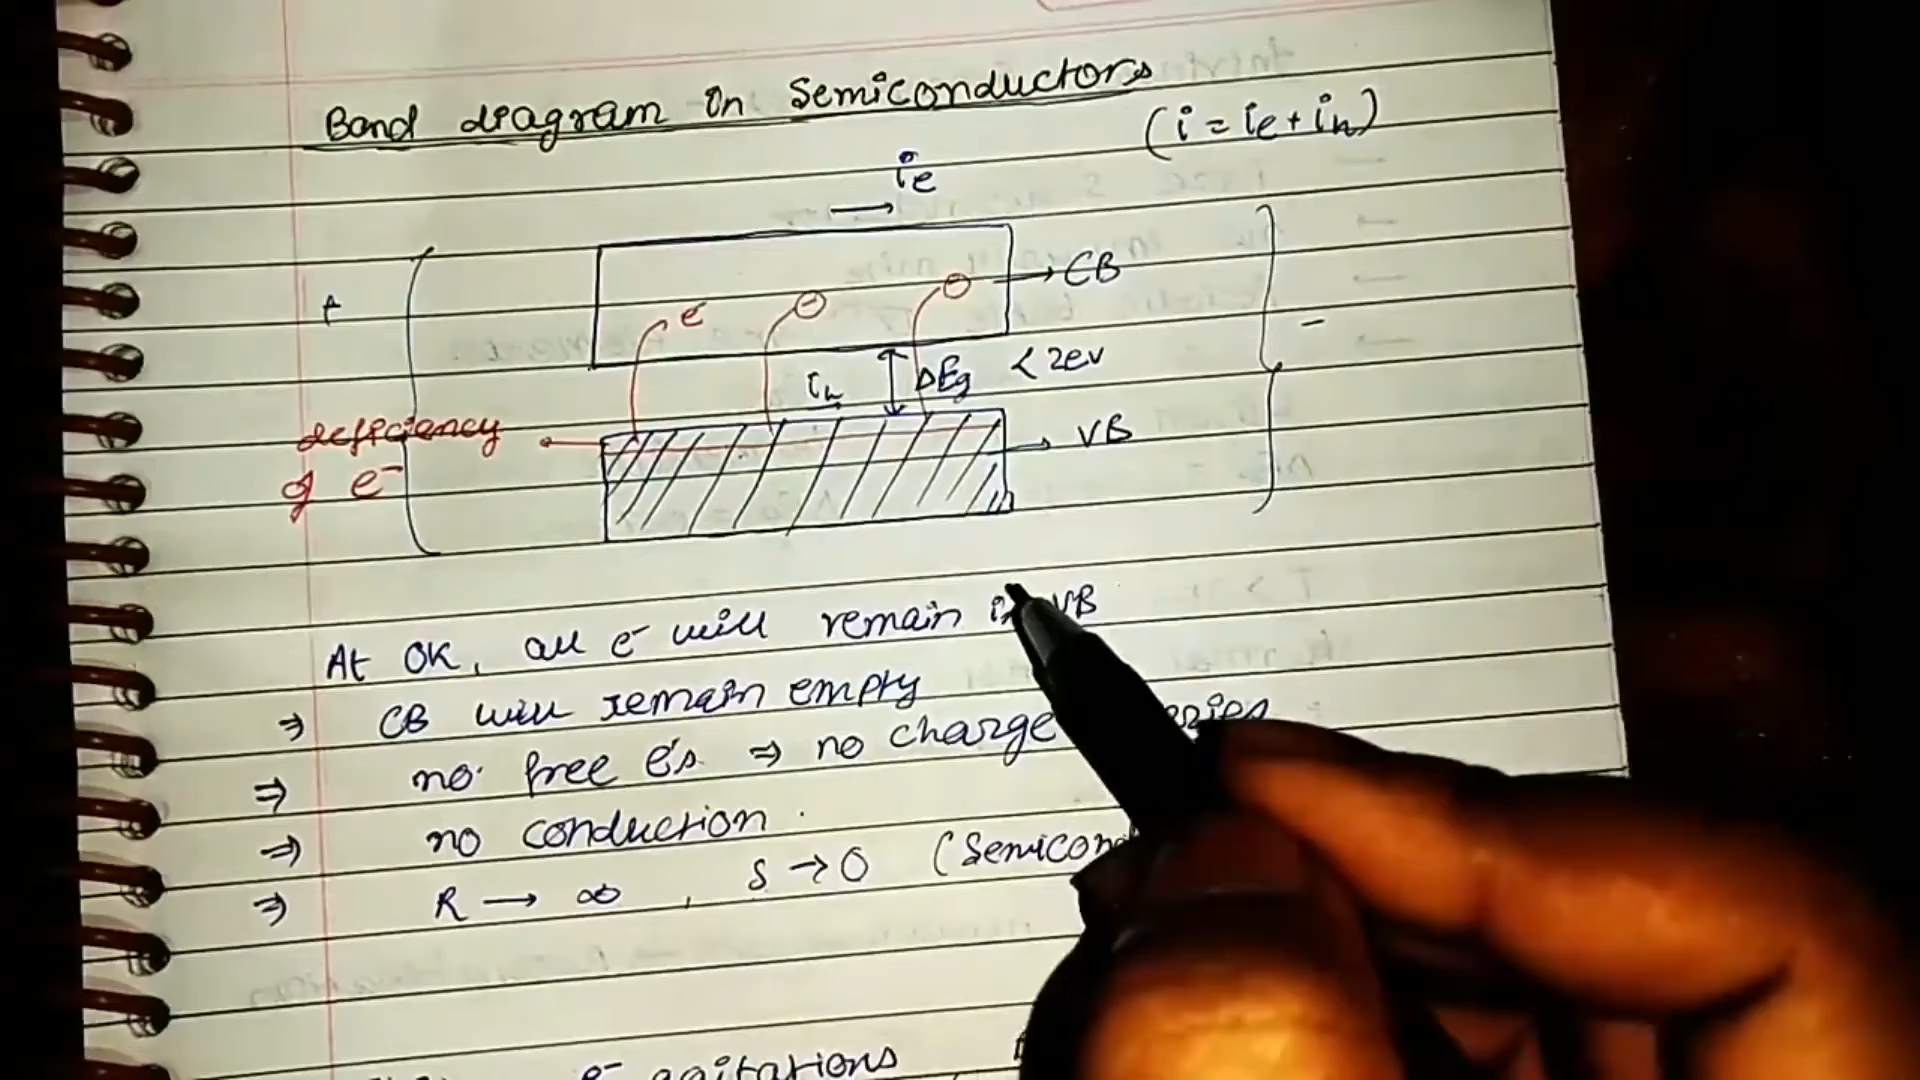 Band diagram in Semiconductors
(i = ie + ih)
ie
+
e
→ CB
−
ih
ΔEg < 2ev
deficiency
of e⁻
→ VB
At 0K, all e⁻ will remain in VB
⇒ CB will remain empty
⇒ no free e's ⇒ no charge
⇒ no conduction.
⇒ R → ∞ , S → 0 (Semicon
e⁻ agitations